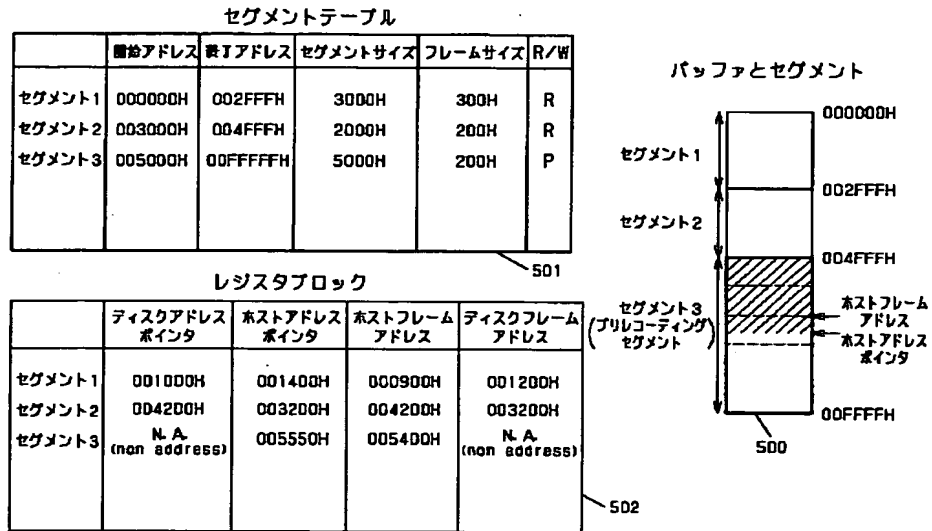 セグメントテーブル
開始アドレス 終了アドレス セグメントサイズ フレームサイズ R/W
セグメント1 000000H 002FFFH 3000H 300H R
セグメント2 003000H 004FFFH 2000H 200H R
セグメント3 005000H 00FFFFFH 5000H 200H P
501
レジスタブロック
ディスクアドレス ホストアドレス ホストフレーム ディスクフレーム
ポインタ ポインタ アドレス アドレス
セグメント1 001000H 001400H 000900H 001200H
セグメント2 004200H 003200H 004200H 003200H
セグメント3 N.A. 005550H 005400H N.A.
(non address) (non address)
502
バッファとセグメント
000000H
セグメント1
002FFFH
セグメント2
004FFFH
セグメント3
(プリレコーディング
セグメント)
ホストフレーム
アドレス
ホストアドレス
ポインタ
00FFFFH
500